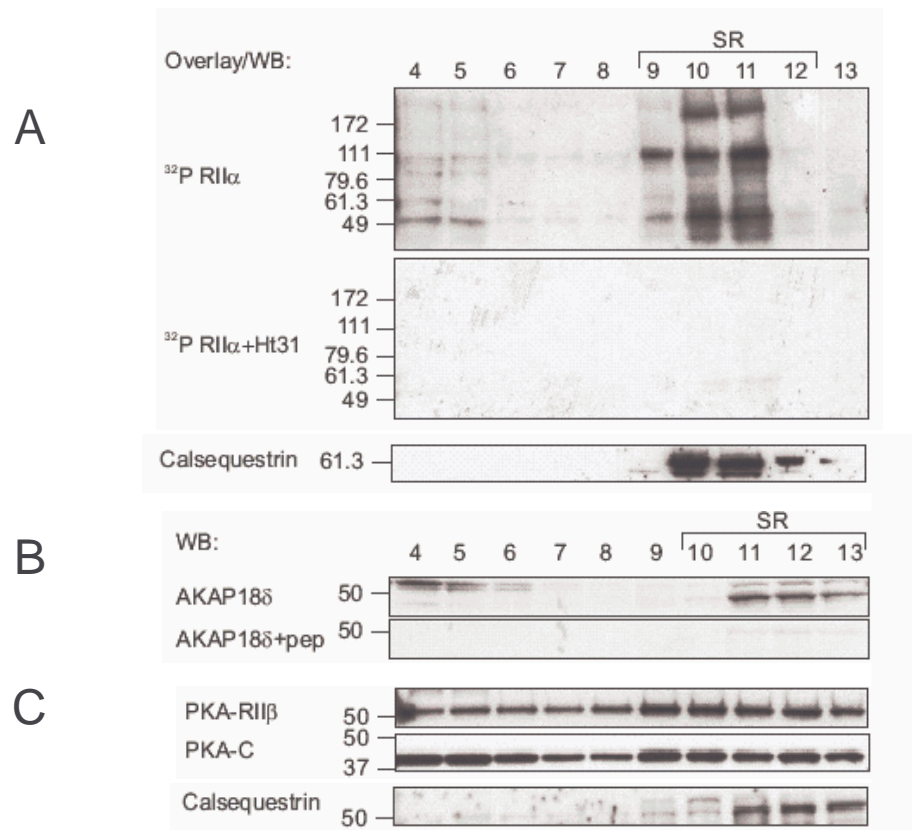 A
Overlay/WB:
SR
4 5 6 7 8 9 10 11 12 13
³²P RIIα
172
111
79.6
61.3
49
³²P RIIα+Ht31
172
111
79.6
61.3
49
Calsequestrin 61.3
B
WB:
SR
4 5 6 7 8 9 10 11 12 13
AKAP18δ 50
AKAP18δ+pep 50
C
PKA-RIIβ 50
PKA-C 50
37
Calsequestrin 50